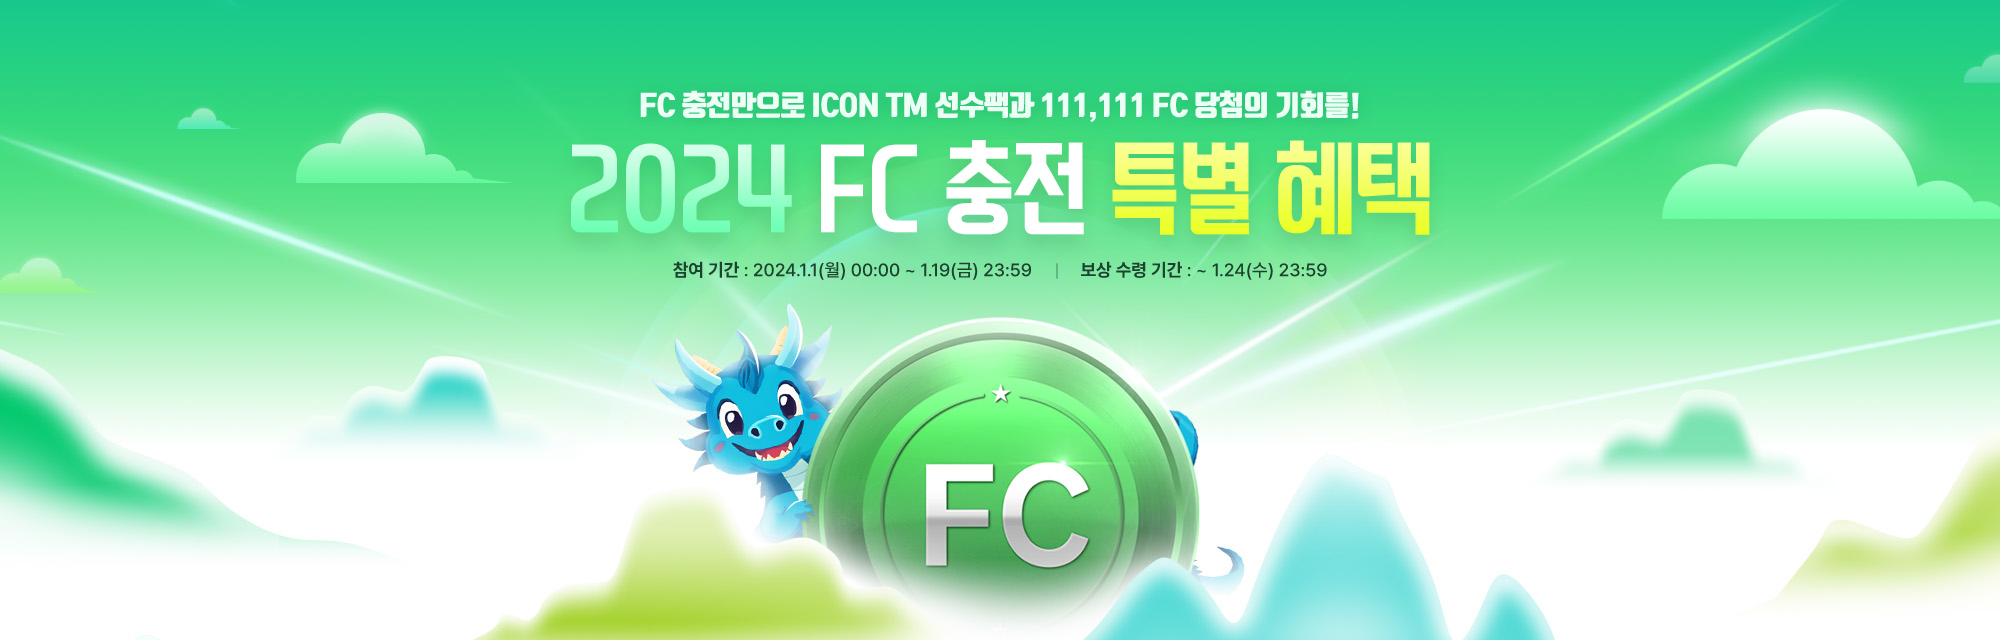 FC 충전만으로 ICON TM 선수팩과 111,111 FC 당첨의 기회를!
2024 FC 충전 특별 혜택
참여 기간 : 2024.1.1(월) 00:00 ~ 1.19(금) 23:59 | 보상 수령 기간 : ~ 1.24(수) 23:59
FC